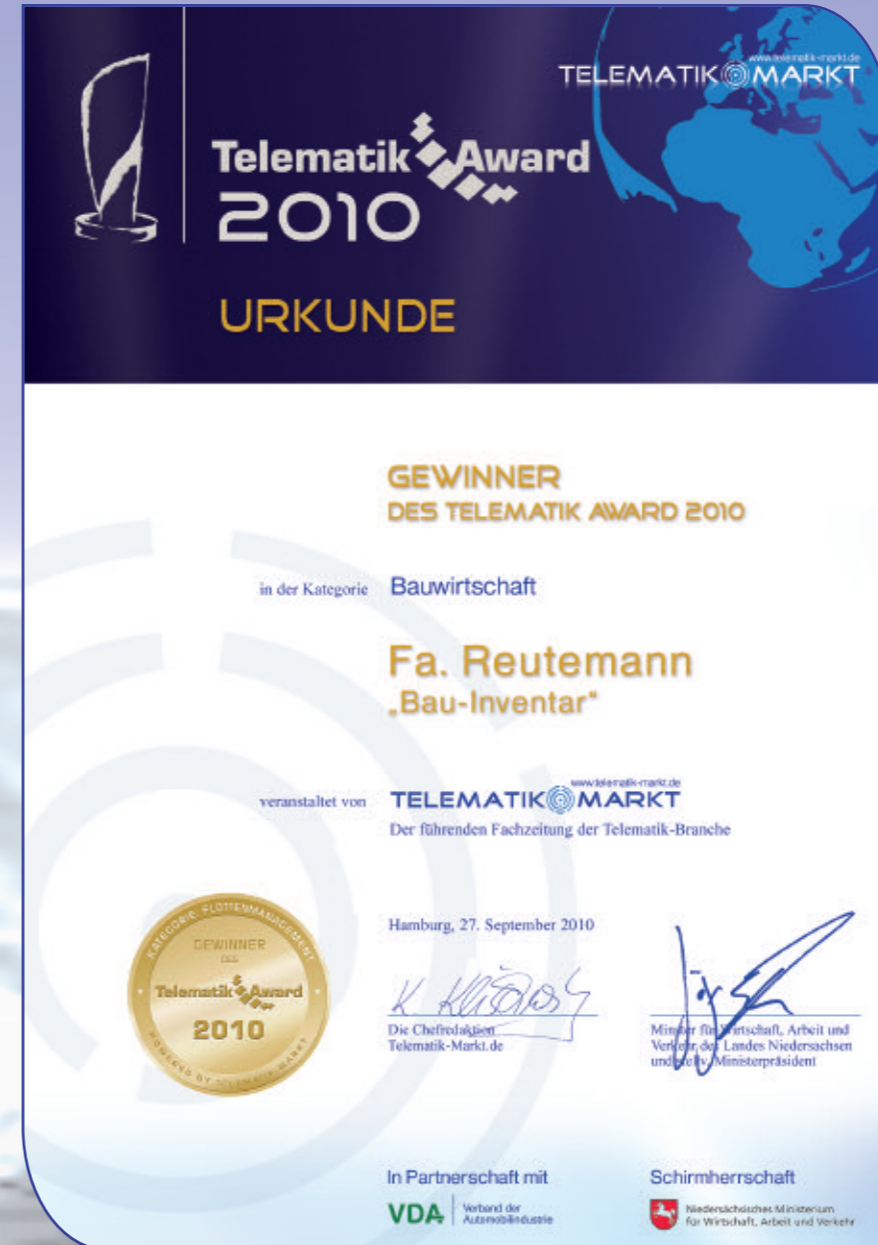 www.telematik-markt.de
TELEMATIK MARKT
Telematik Award
2010
URKUNDE
GEWINNER
DES TELEMATIK AWARD 2010
in der Kategorie Bauwirtschaft
Fa. Reutemann
„Bau-Inventar“
www.telematik-markt.de
veranstaltet von TELEMATIK MARKT
Der führenden Fachzeitung der Telematik-Branche
KATEGORIE: FLOTTENMANAGEMENT
GEWINNER
DES
Telematik Award
2010
POWERED BY TELEMATIK-MARKT
Hamburg, 27. September 2010
Die Chefredaktion
Telematik-Markt.de
Minister für Wirtschaft, Arbeit und
Verkehr des Landes Niedersachsen
und stellv. Ministerpräsident
In Partnerschaft mit
VDA Verband der
Automobilindustrie
Schirmherrschaft
Niedersächsisches Ministerium
für Wirtschaft, Arbeit und Verkehr